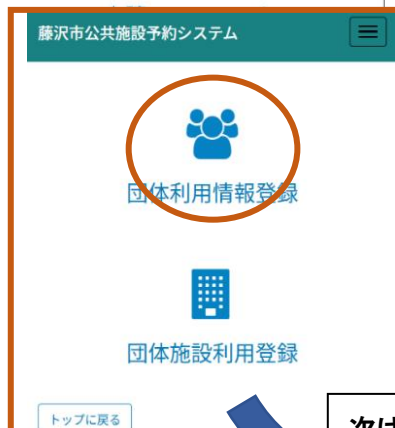 藤沢市公共施設予約システム
団体利用情報登録
団体施設利用登録
トップに戻る
次は